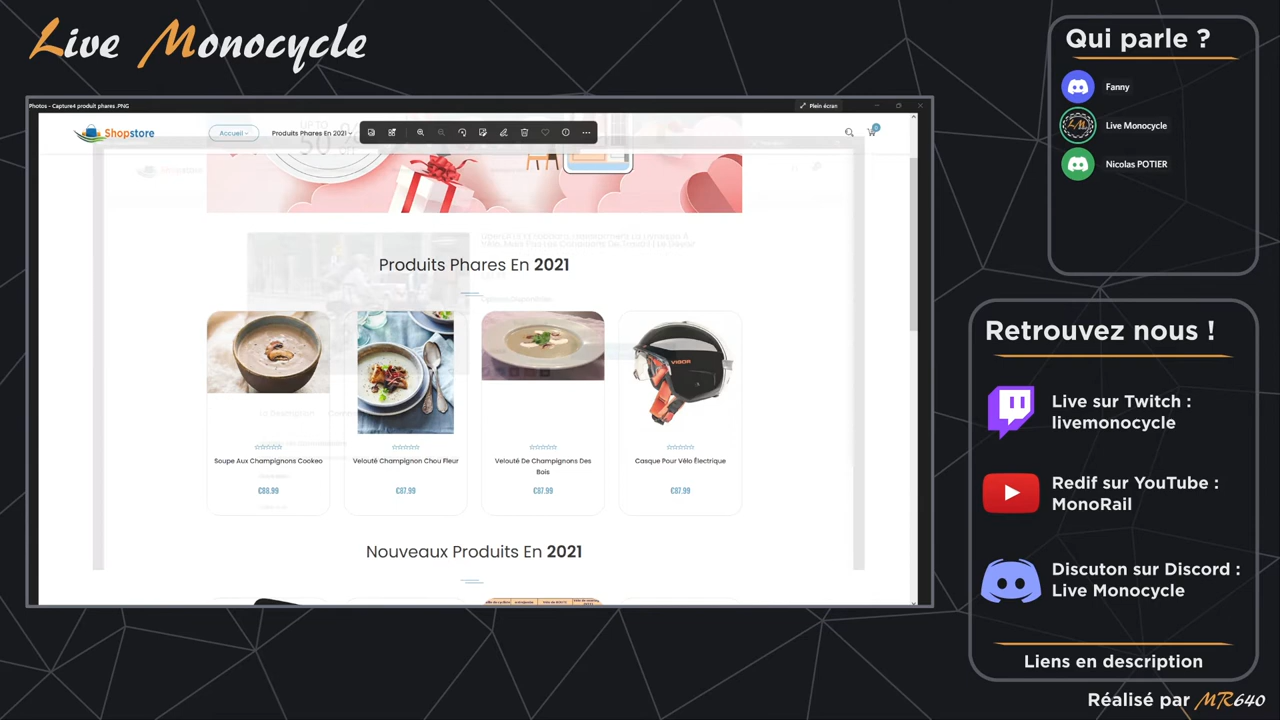 Live Monocycle
Photos - Capture4 produit phares .PNG
Plein écran
Shopstore
Accueil
Produits Phares En 2021
0
Produits Phares En 2021
VIGOR
Soupe Aux Champignons Cookeo
€88.99
Velouté Champignon Chou Fleur
€87.99
Velouté De Champignons Des
Bois
€87.99
Casque Pour Vélo Électrique
€87.99
Nouveaux Produits En 2021
Qui parle ?
Fanny
Live Monocycle
Nicolas POTIER
Retrouvez nous !
Live sur Twitch :
livemonocycle
Redif sur YouTube :
MonoRail
Discuton sur Discord :
Live Monocycle
Liens en description
Réalisé par MR640